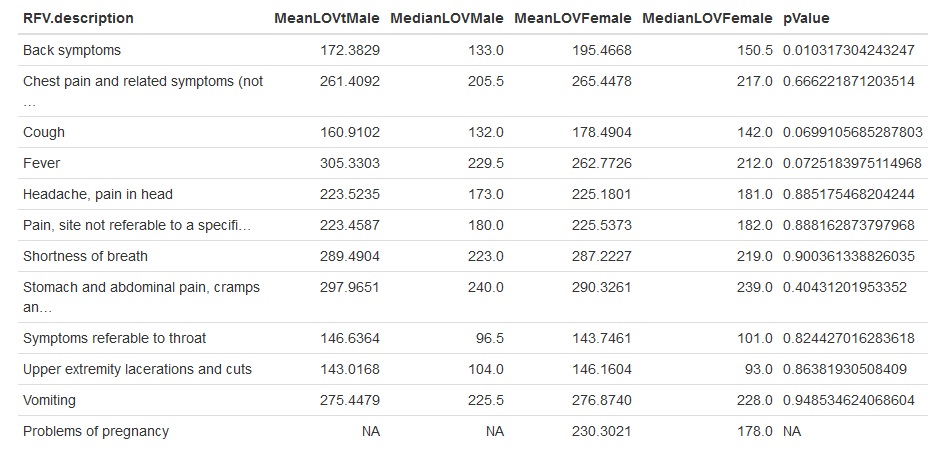 RFV.description MeanLOVtMale MedianLOVMale MeanLOVFemale MedianLOVFemale pValue
Back symptoms 172.3829 133.0 195.4668 150.5 0.010317304243247
Chest pain and related symptoms (not 261.4092 205.5 265.4478 217.0 0.666221871203514
…
Cough 160.9102 132.0 178.4904 142.0 0.0699105685287803
Fever 305.3303 229.5 262.7726 212.0 0.0725183975114968
Headache, pain in head 223.5235 173.0 225.1801 181.0 0.885175468204244
Pain, site not referable to a specifi… 223.4587 180.0 225.5373 182.0 0.888162873797968
Shortness of breath 289.4904 223.0 287.2227 219.0 0.900361338826035
Stomach and abdominal pain, cramps 297.9651 240.0 290.3261 239.0 0.40431201953352
an…
Symptoms referable to throat 146.6364 96.5 143.7461 101.0 0.824427016283618
Upper extremity lacerations and cuts 143.0168 104.0 146.1604 93.0 0.86381930508409
Vomiting 275.4479 225.5 276.8740 228.0 0.948534624068604
Problems of pregnancy NA NA 230.3021 178.0 NA